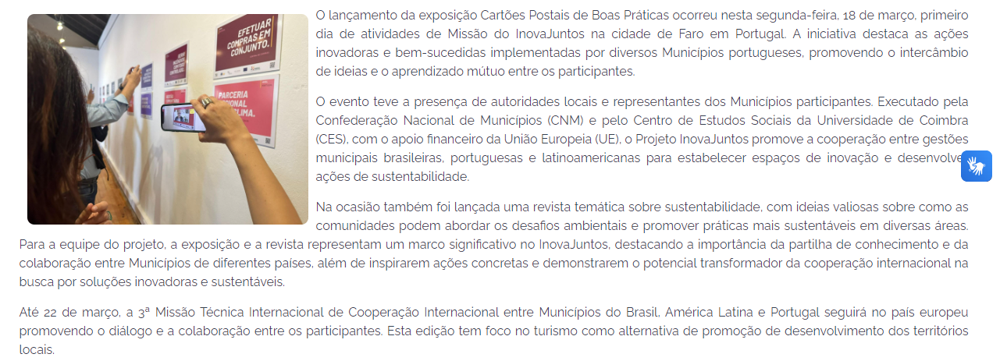 O lançamento da exposição Cartões Postais de Boas Práticas ocorreu nesta segunda-feira, 18 de março, primeiro
dia de atividades de Missão do InovaJuntos na cidade de Faro em Portugal. A iniciativa destaca as ações
inovadoras e bem-sucedidas implementadas por diversos Municípios portugueses, promovendo o intercâmbio
de ideias e o aprendizado mútuo entre os participantes.
O evento teve a presença de autoridades locais e representantes dos Municípios participantes. Executado pela
Confederação Nacional de Municípios (CNM) e pelo Centro de Estudos Sociais da Universidade de Coimbra
(CES), com o apoio financeiro da União Europeia (UE), o Projeto InovaJuntos promove a cooperação entre gestões
municipais brasileiras, portuguesas e latinoamericanas para estabelecer espaços de inovação e desenvolver
ações de sustentabilidade.
Na ocasião também foi lançada uma revista temática sobre sustentabilidade, com ideias valiosas sobre como as
comunidades podem abordar os desafios ambientais e promover práticas mais sustentáveis em diversas áreas.
Para a equipe do projeto, a exposição e a revista representam um marco significativo no InovaJuntos, destacando a importância da partilha de conhecimento e da
colaboração entre Municípios de diferentes países, além de inspirarem ações concretas e demonstrarem o potencial transformador da cooperação internacional na
busca por soluções inovadoras e sustentáveis.
Até 22 de março, a 3ª Missão Técnica Internacional de Cooperação Internacional entre Municípios do Brasil, América Latina e Portugal seguirá no país europeu
promovendo o diálogo e a colaboração entre os participantes. Esta edição tem foco no turismo como alternativa de promoção de desenvolvimento dos territórios
locais.
EFETUAR
COMPRAS EM
CONJUNTO.
PARCERIA